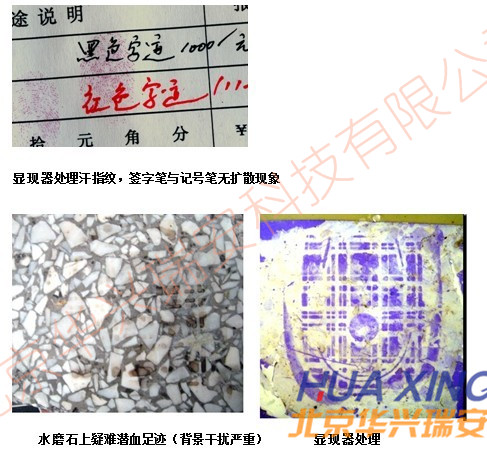 途说明
黑色字迹 1000/元
红色字迹 111
拾 元 角 分 ¥
显现器处理汗指纹，签字笔与记号笔无扩散现象
HUA XING
北京华兴瑞安
水磨石上疑难潜血足迹（背景干扰严重） 显现器处理